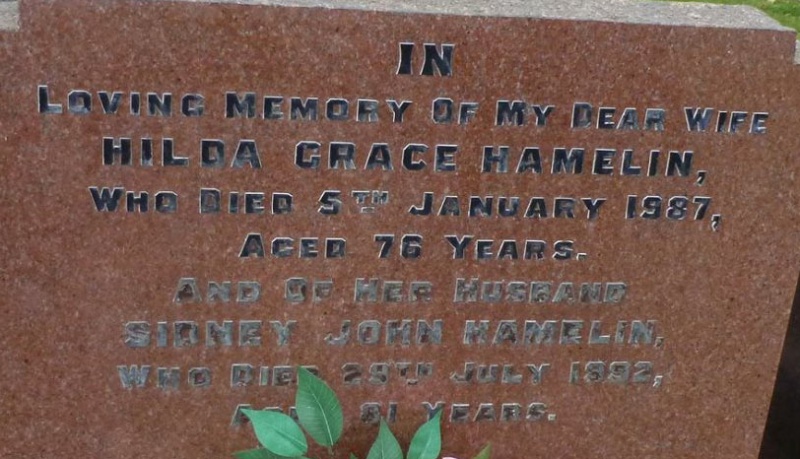 IN
LOVING MEMORY OF MY DEAR WIFE
HILDA GRACE HAMELIN,
WHO DIED 5TH JANUARY 1987,
AGED 76 YEARS.
AND OF HER HUSBAND
SIDNEY JOHN HAMELIN,
WHO DIED 29TH JULY 1992,
81 YEARS.